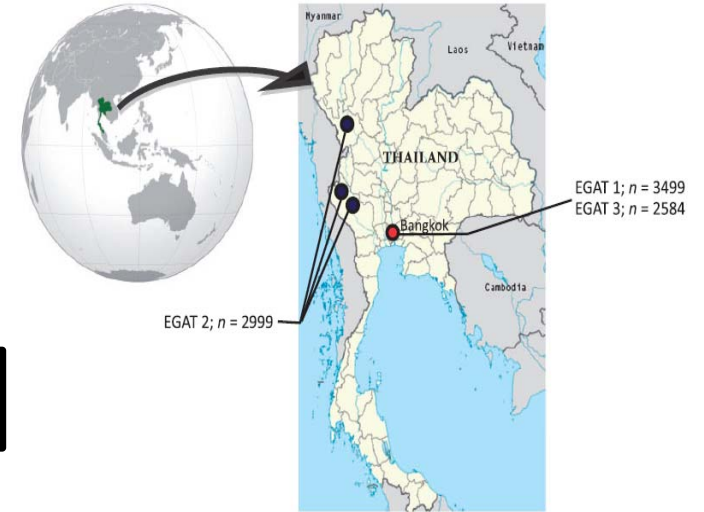 Myanmar
Laos
Vietnam
THAILAND
EGAT 1; n = 3499
EGAT 3; n = 2584
Bangkok
Cambodia
EGAT 2; n = 2999